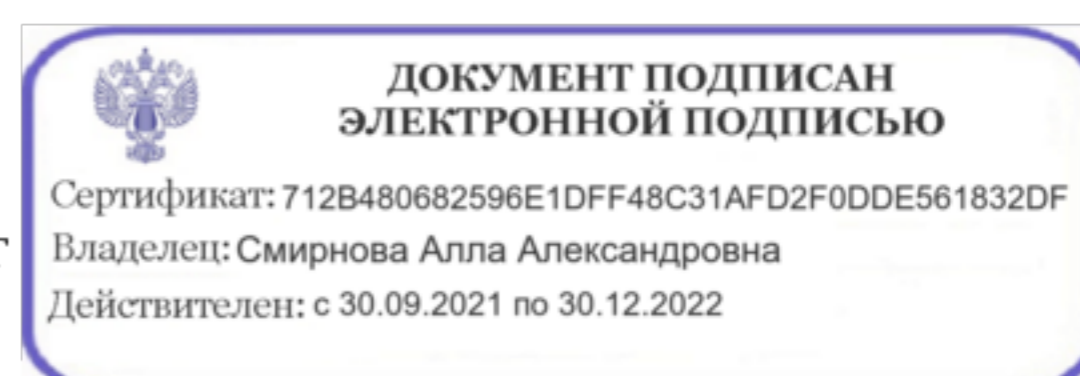 ДОКУМЕНТ ПОДПИСАН
ЭЛЕКТРОННОЙ ПОДПИСЬЮ
Сертификат: 712B480682596E1DFF48C31AFD2F0DDE561832DF
Владелец: Смирнова Алла Александровна
Действителен: с 30.09.2021 по 30.12.2022